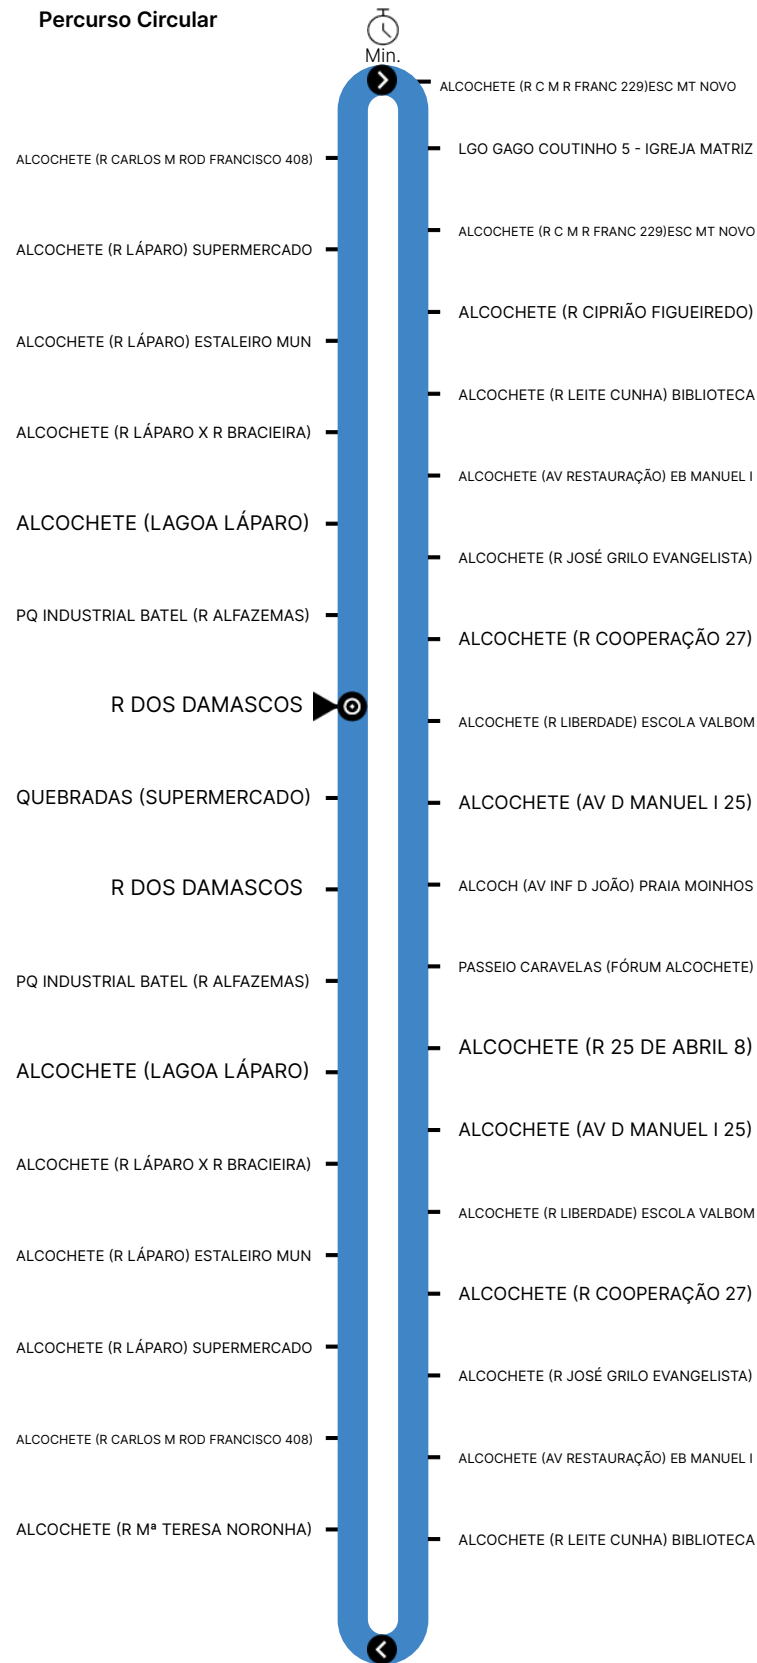 Percurso Circular
Min.
ALCOCHETE (R C M R FRANC 229)ESC MT NOVO
LGO GAGO COUTINHO 5 - IGREJA MATRIZ
ALCOCHETE (R C M R FRANC 229)ESC MT NOVO
ALCOCHETE (R CIPRIÃO FIGUEIREDO)
ALCOCHETE (R LEITE CUNHA) BIBLIOTECA
ALCOCHETE (AV RESTAURAÇÃO) EB MANUEL I
ALCOCHETE (R JOSÉ GRILO EVANGELISTA)
ALCOCHETE (R COOPERAÇÃO 27)
ALCOCHETE (R LIBERDADE) ESCOLA VALBOM
ALCOCHETE (AV D MANUEL I 25)
ALCOCH (AV INF D JOÃO) PRAIA MOINHOS
PASSEIO CARAVELAS (FÓRUM ALCOCHETE)
ALCOCHETE (R 25 DE ABRIL 8)
ALCOCHETE (AV D MANUEL I 25)
ALCOCHETE (R LIBERDADE) ESCOLA VALBOM
ALCOCHETE (R COOPERAÇÃO 27)
ALCOCHETE (R JOSÉ GRILO EVANGELISTA)
ALCOCHETE (AV RESTAURAÇÃO) EB MANUEL I
ALCOCHETE (R LEITE CUNHA) BIBLIOTECA
ALCOCHETE (R CARLOS M ROD FRANCISCO 408)
ALCOCHETE (R LÁPARO) SUPERMERCADO
ALCOCHETE (R LÁPARO) ESTALEIRO MUN
ALCOCHETE (R LÁPARO X R BRACIEIRA)
ALCOCHETE (LAGOA LÁPARO)
PQ INDUSTRIAL BATEL (R ALFAZEMAS)
R DOS DAMASCOS
QUEBRADAS (SUPERMERCADO)
R DOS DAMASCOS
PQ INDUSTRIAL BATEL (R ALFAZEMAS)
ALCOCHETE (LAGOA LÁPARO)
ALCOCHETE (R LÁPARO X R BRACIEIRA)
ALCOCHETE (R LÁPARO) ESTALEIRO MUN
ALCOCHETE (R LÁPARO) SUPERMERCADO
ALCOCHETE (R CARLOS M ROD FRANCISCO 408)
ALCOCHETE (R Mª TERESA NORONHA)